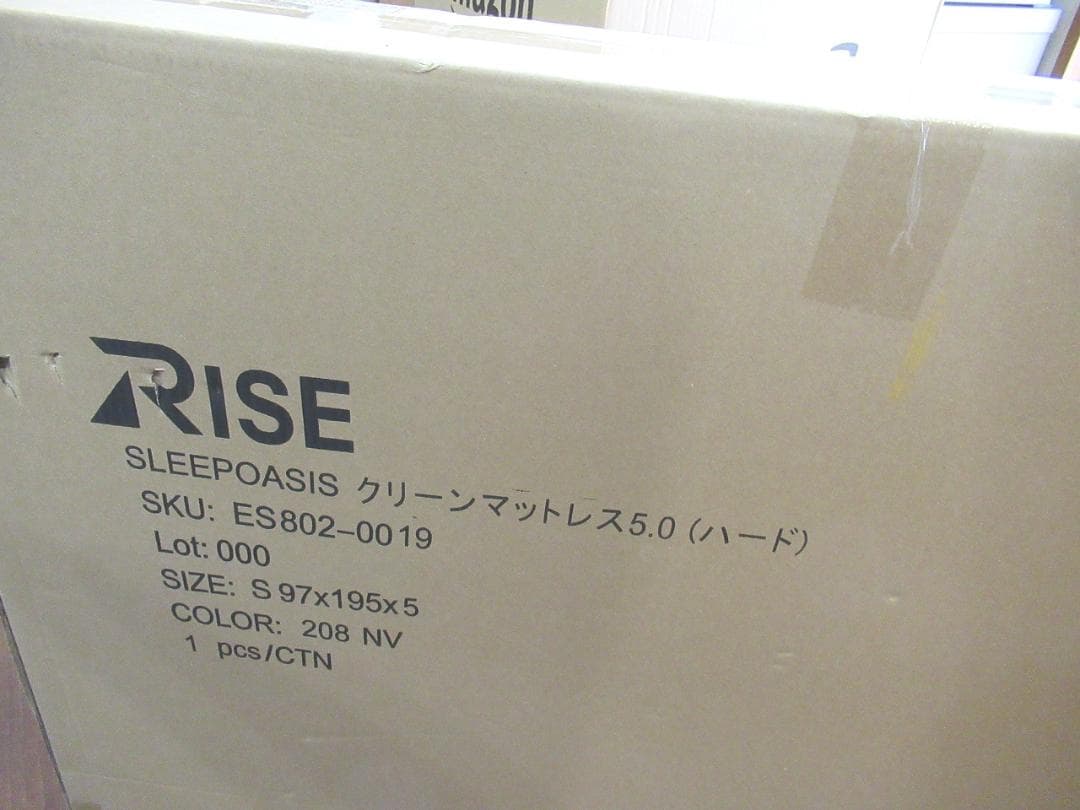 RISE
SLEEPOASIS クリーンマットレス5.0 (ハード)
SKU: ES802-0019
Lot: 000
SIZE: S 97x195x5
COLOR: 208 NV
1 pcs/CTN